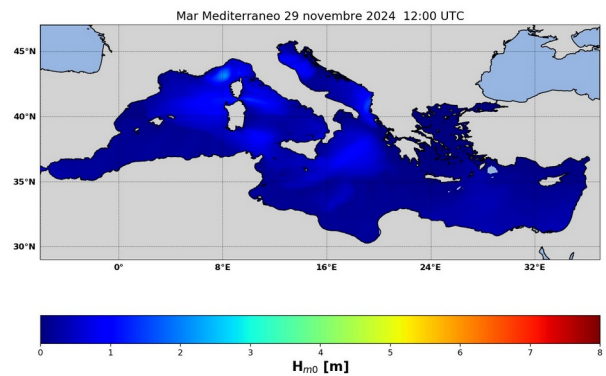 Mar Mediterraneo 29 novembre 2024 12:00 UTC
45°N
40°N
35°N
30°N
0° 8°E 16°E 24°E 32°E
0 1 2 3 4 5 6 7 8
Hm0 [m]